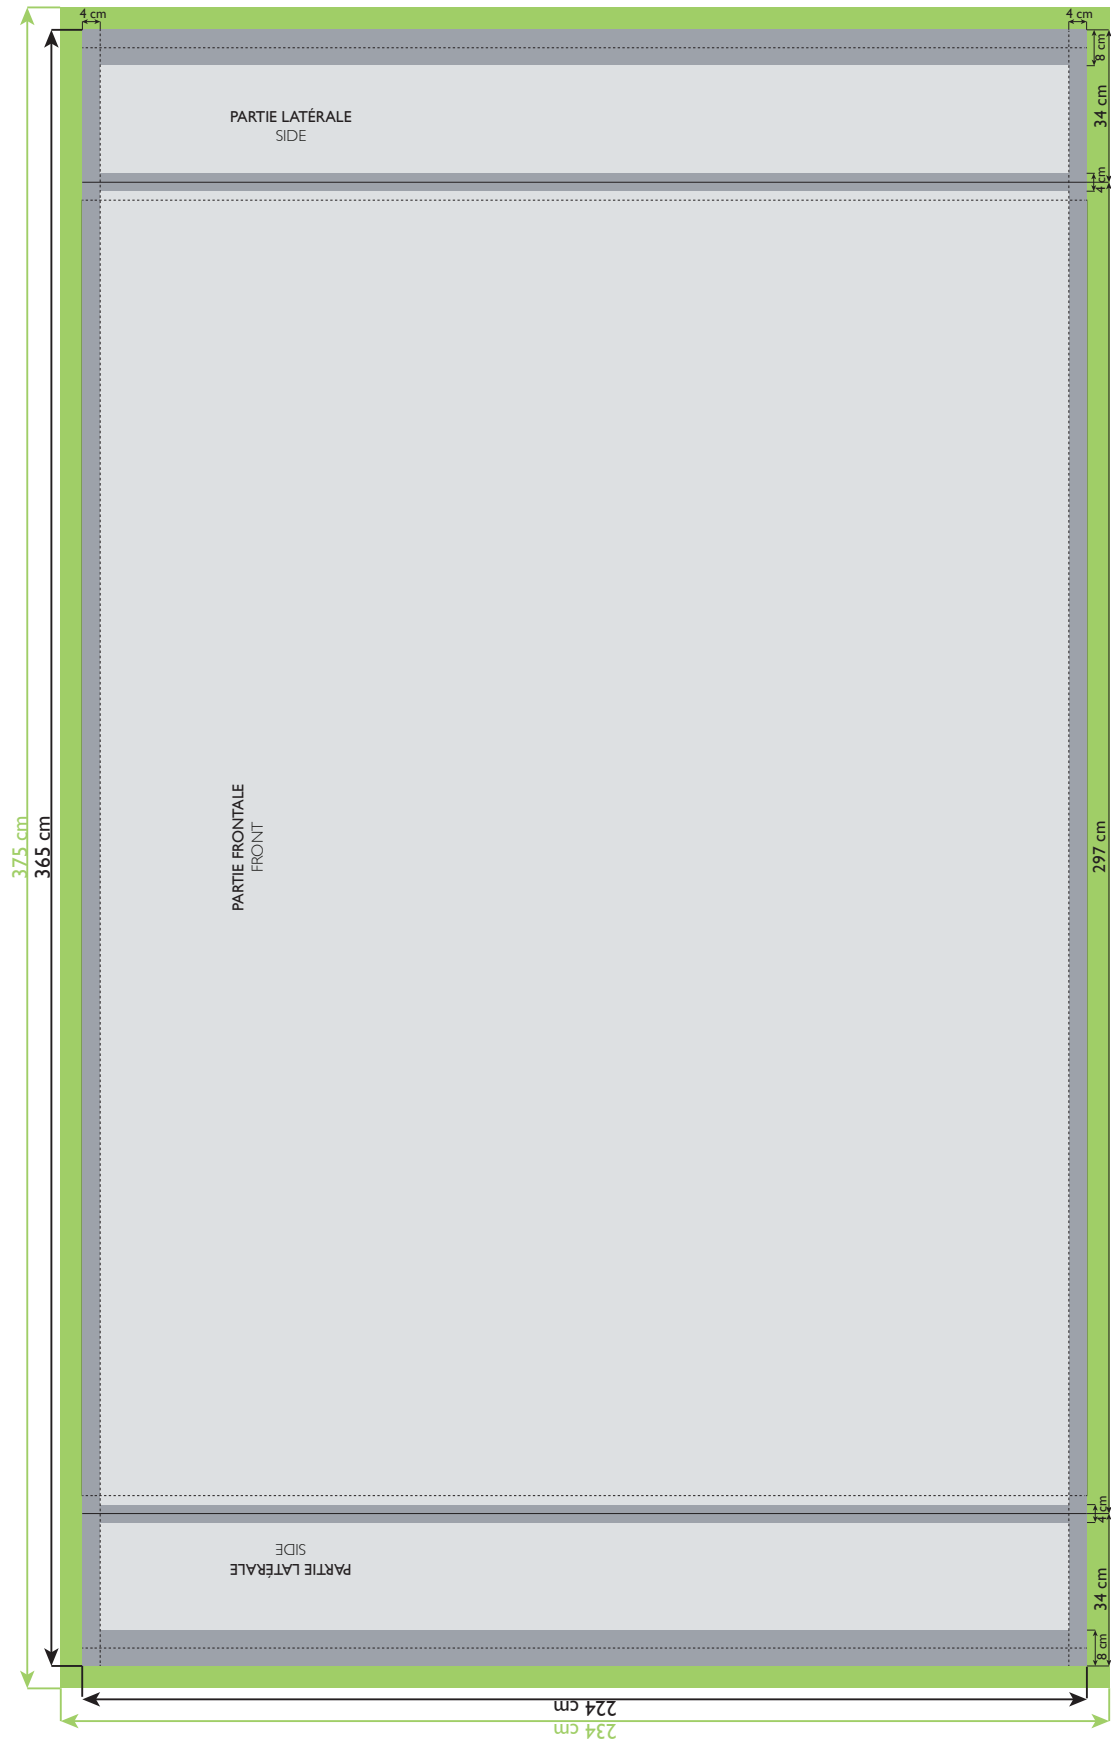 4 cm
4 cm
8 cm
34 cm
PARTIE LATÉRALE
SIDE
4 cm
375 cm
365 cm
PARTIE FRONTALE
FRONT
297 cm
4 cm
SIDE
PARTIE LATÉRALE
34 cm
8 cm
224 cm
234 cm